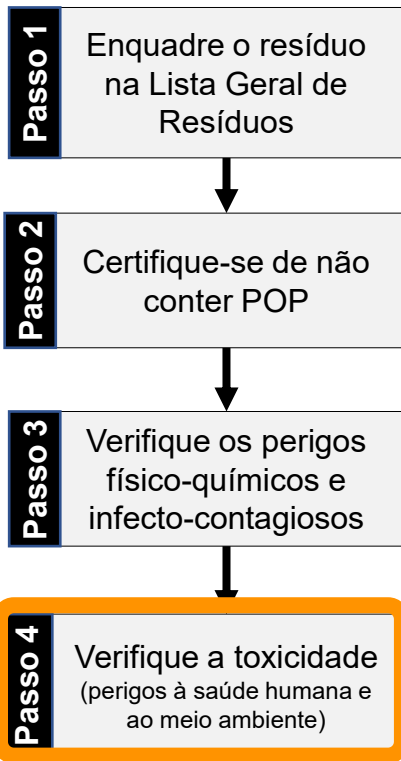 Passo 1
Enquadre o resíduo
na Lista Geral de
Resíduos
Passo 2
Certifique-se de não
conter POP
Passo 3
Verifique os perigos
físico-químicos e
infecto-contagiosos
Passo 4
Verifique a toxicidade
(perigos à saúde humana e
ao meio ambiente)